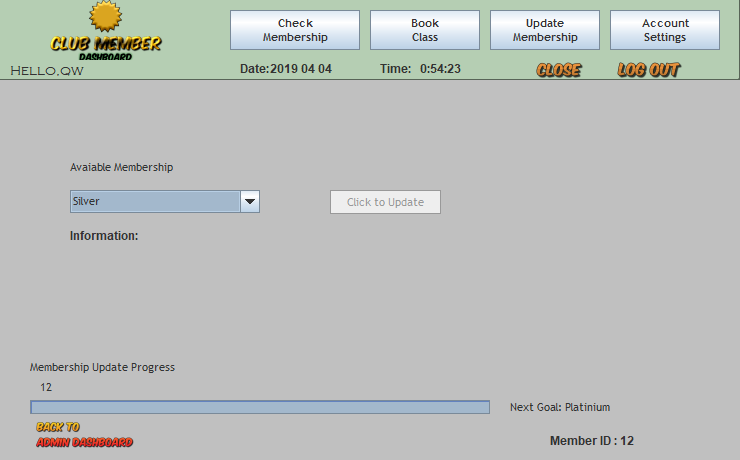 CLUB MEMBER
DASHBOARD
Hello,qw
Check
Membership
Book
Class
Update
Membership
Account
Settings
Date:2019 04 04
Time: 0:54:23
CLOSE
LOG OUT
Avaiable Membership
Silver
Click to Update
Information:
Membership Update Progress
12
Next Goal: Platinium
BACK TO
ADMIN DASHBOARD
Member ID : 12